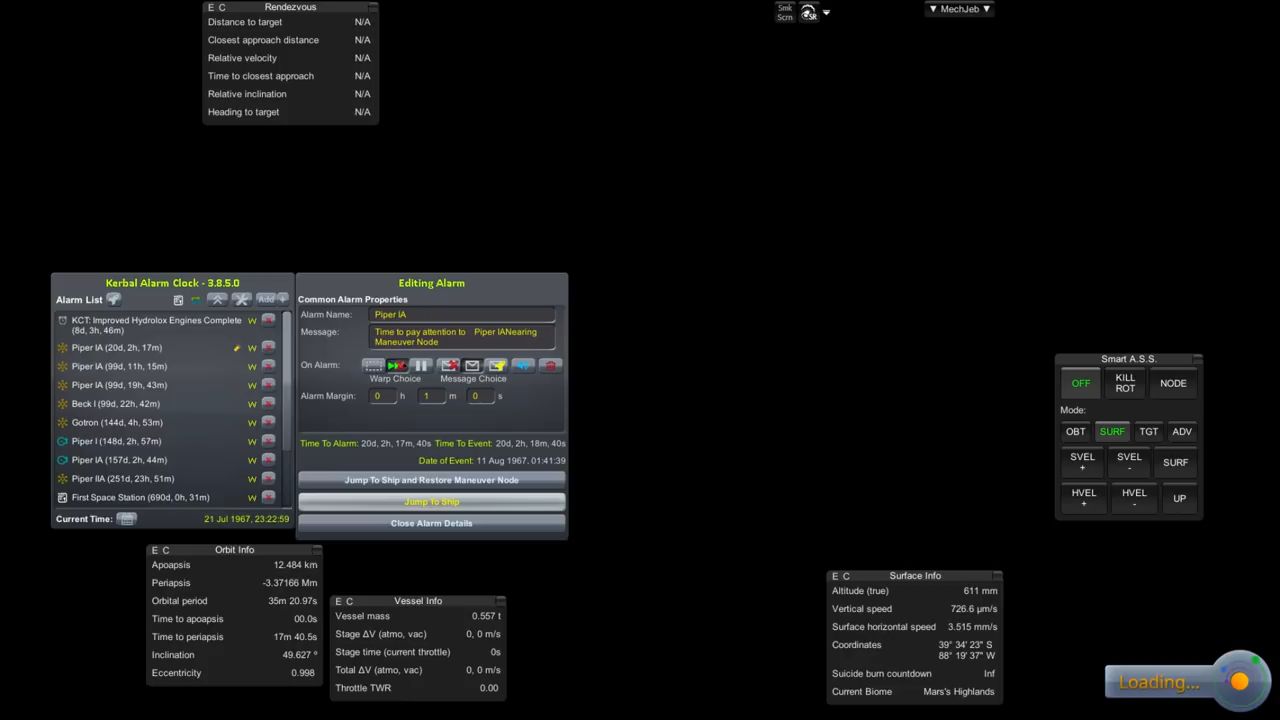 E C Rendezvous
Distance to target N/A
Closest approach distance N/A
Relative velocity N/A
Time to closest approach N/A
Relative inclination N/A
Heading to target N/A
Smk
Scrn
SR
▼ MechJeb ▼
Kerbal Alarm Clock - 3.8.5.0
Alarm List
Add +
KCT: Improved Hydrolox Engines Complete
(8d, 3h, 46m) W
Piper IA (20d, 2h, 17m) W
Piper IA (99d, 11h, 15m) W
Piper IA (99d, 19h, 43m) W
Beck I (99d, 22h, 42m) W
Gotron (144d, 4h, 53m) W
Piper I (148d, 2h, 57m) W
Piper IA (157d, 2h, 44m) W
Piper IIA (251d, 23h, 51m) W
First Space Station (690d, 0h, 31m) W
Current Time: 21 Jul 1967, 23:22:59
Editing Alarm
Common Alarm Properties
Alarm Name: Piper IA
Message: Time to pay attention to Piper IANearing
Maneuver Node
On Alarm:
Warp Choice Message Choice
Alarm Margin: 0 h 1 m 0 s
Time To Alarm: 20d, 2h, 17m, 40s Time To Event: 20d, 2h, 18m, 40s
Date of Event: 11 Aug 1967, 01:41:39
Jump To Ship and Restore Maneuver Node
Jump To Ship
Close Alarm Details
E C Orbit Info
Apoapsis 12.484 km
Periapsis -3.37166 Mm
Orbital period 35m 20.97s
Time to apoapsis 00.0s
Time to periapsis 17m 40.5s
Inclination 49.627 º
Eccentricity 0.998
E C Vessel Info
Vessel mass 0.557 t
Stage ΔV (atmo, vac) 0, 0 m/s
Stage time (current throttle) 0s
Total ΔV (atmo, vac) 0, 0 m/s
Throttle TWR 0.00
Smart A.S.S.
OFF
KILL
ROT
NODE
Mode:
OBT SURF TGT ADV
SVEL
+
SVEL
-
SURF
HVEL
+
HVEL
-
UP
E C Surface Info
Altitude (true) 611 mm
Vertical speed 726.6 µm/s
Surface horizontal speed 3.515 mm/s
Coordinates 39° 34' 23" S
88° 19' 37" W
Suicide burn countdown Inf
Current Biome Mars's Highlands
Loading...